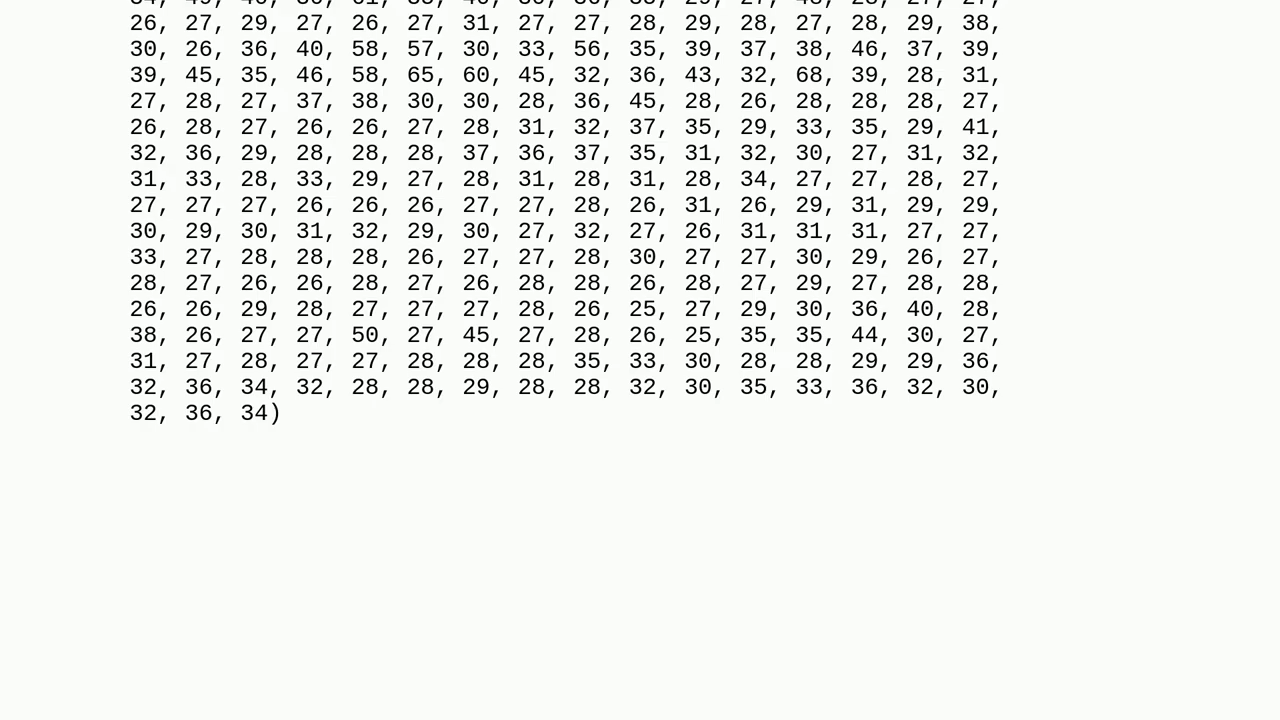 26, 27, 29, 27, 26, 27, 31, 27, 27, 28, 29, 28, 27, 28, 29, 38,
30, 26, 36, 40, 58, 57, 30, 33, 56, 35, 39, 37, 38, 46, 37, 39,
39, 45, 35, 46, 58, 65, 60, 45, 32, 36, 43, 32, 68, 39, 28, 31,
27, 28, 27, 37, 38, 30, 30, 28, 36, 45, 28, 26, 28, 28, 28, 27,
26, 28, 27, 26, 26, 27, 28, 31, 32, 37, 35, 29, 33, 35, 29, 41,
32, 36, 29, 28, 28, 28, 37, 36, 37, 35, 31, 32, 30, 27, 31, 32,
31, 33, 28, 33, 29, 27, 28, 31, 28, 31, 28, 34, 27, 27, 28, 27,
27, 27, 27, 26, 26, 26, 27, 27, 28, 26, 31, 26, 29, 31, 29, 29,
30, 29, 30, 31, 32, 29, 30, 27, 32, 27, 26, 31, 31, 31, 27, 27,
33, 27, 28, 28, 28, 26, 27, 27, 28, 30, 27, 27, 30, 29, 26, 27,
28, 27, 26, 26, 28, 27, 26, 28, 28, 26, 28, 27, 29, 27, 28, 28,
26, 26, 29, 28, 27, 27, 27, 28, 26, 25, 27, 29, 30, 36, 40, 28,
38, 26, 27, 27, 50, 27, 45, 27, 28, 26, 25, 35, 35, 44, 30, 27,
31, 27, 28, 27, 27, 28, 28, 28, 35, 33, 30, 28, 28, 29, 29, 36,
32, 36, 34, 32, 28, 28, 29, 28, 28, 32, 30, 35, 33, 36, 32, 30,
32, 36, 34)